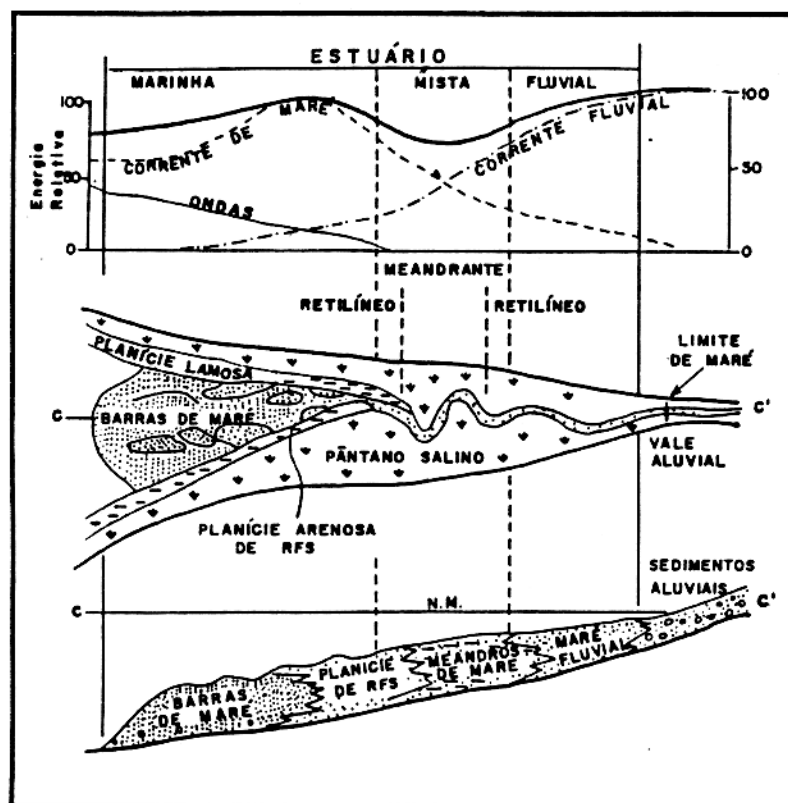 ESTUÁRIO
MARINHA
MISTA
FLUVIAL
100
50
0
Energia
Relativa
CORRENTE DE MARÉ
ONDAS
CORRENTE FLUVIAL
100
50
0
MEANDRANTE
RETILÍNEO
RETILÍNEO
LIMITE
DE MARÉ
PLANÍCIE LAMOSA
C
BARRAS DE MARÉ
C'
VALE
ALUVIAL
PÂNTANO SALINO
PLANÍCIE ARENOSA
DE RFS
SEDIMENTOS
ALUVIAIS
C
N.M.
C'
BARRAS
DE MARÉ
PLANICIE
DE RFS
MEANDROS
DE MARÉ
MARÉ
FLUVIAL